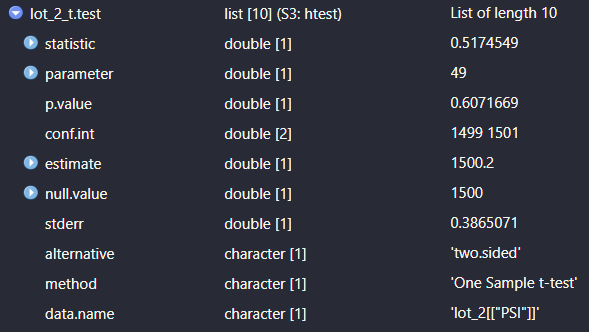 lot_2_t.test list [10] (S3: htest) List of length 10
statistic double [1] 0.5174549
parameter double [1] 49
p.value double [1] 0.6071669
conf.int double [2] 1499 1501
estimate double [1] 1500.2
null.value double [1] 1500
stderr double [1] 0.3865071
alternative character [1] 'two.sided'
method character [1] 'One Sample t-test'
data.name character [1] 'lot_2[["PSI"]]'